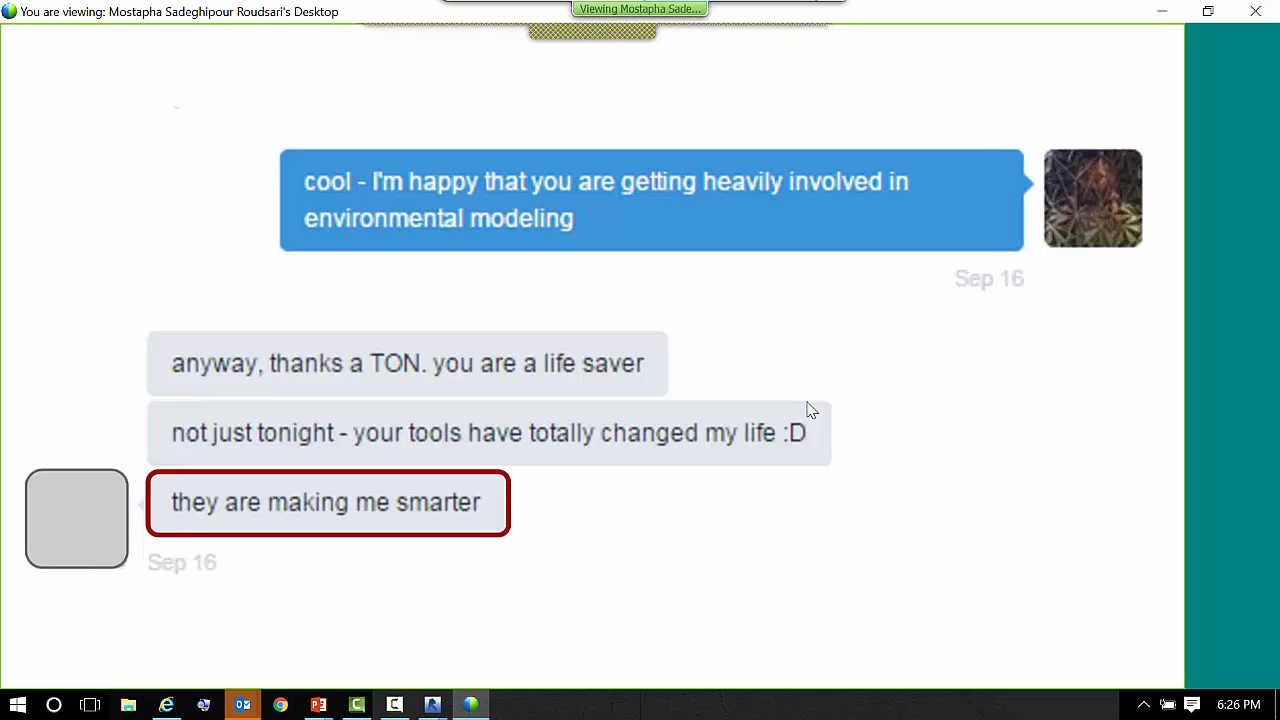 You are viewing: Mostapha Sadeghipour Roudsari's Desktop
Viewing Mostapha Sade...
cool - I'm happy that you are getting heavily involved in
environmental modeling
Sep 16
anyway, thanks a TON. you are a life saver
not just tonight - your tools have totally changed my life :D
they are making me smarter
Sep 16
6:26 PM